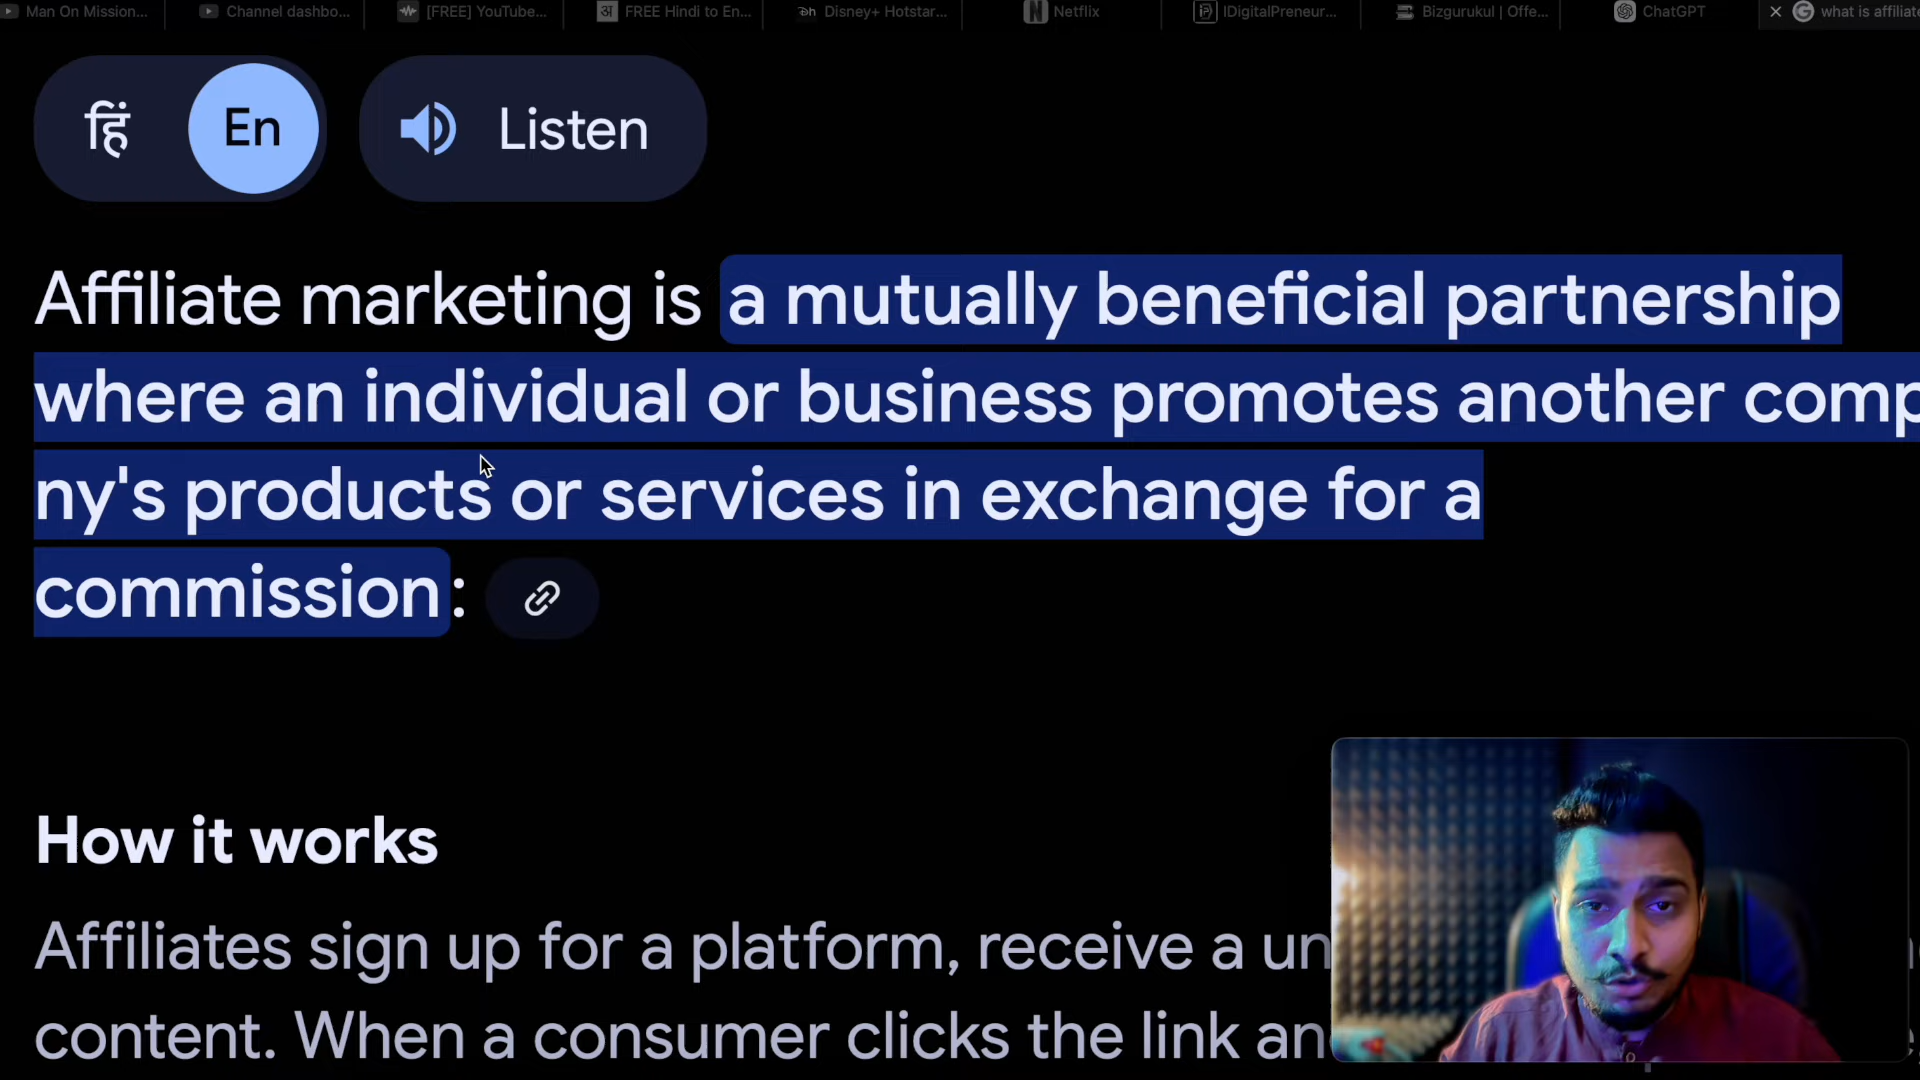 Man On Mission...
Channel dashbo...
[FREE] YouTube...
अ
FREE Hindi to En...
Disney+ Hotstar...
N
Netflix
IDigitalPreneur...
Bizgurukul | Offe...
ChatGPT
what is affiliate
हिं
En
Listen
Affiliate marketing is a mutually beneficial partnership
where an individual or business promotes another comp
ny's products or services in exchange for a
commission:
How it works
Affiliates sign up for a platform, receive a un
content. When a consumer clicks the link an